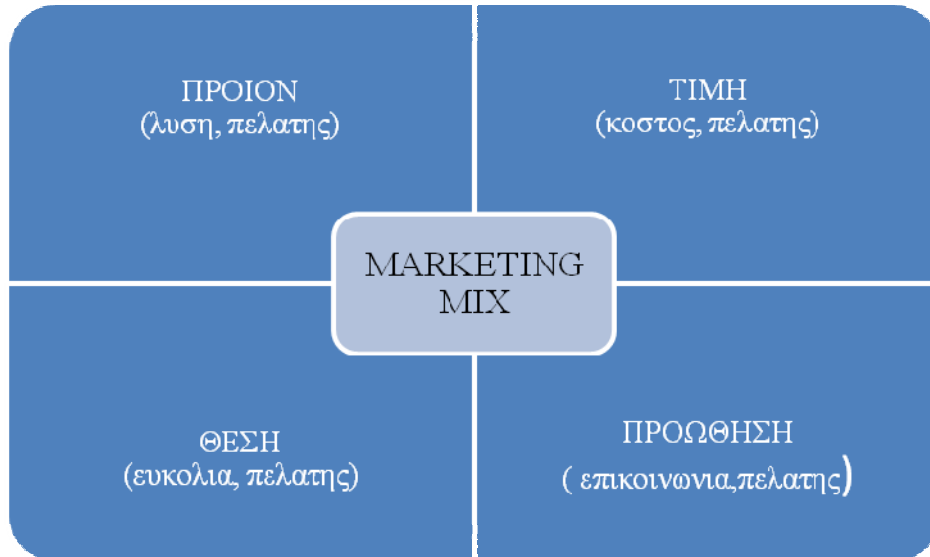 ΠΡΟΙΟΝ
(λυση, πελατης)
ΤΙΜΗ
(κοστος, πελατης)
MARKETING
MIX
ΘΕΣΗ
(ευκολια, πελατης)
ΠΡΟΩΘΗΣΗ
( επικοινωνια,πελατης)